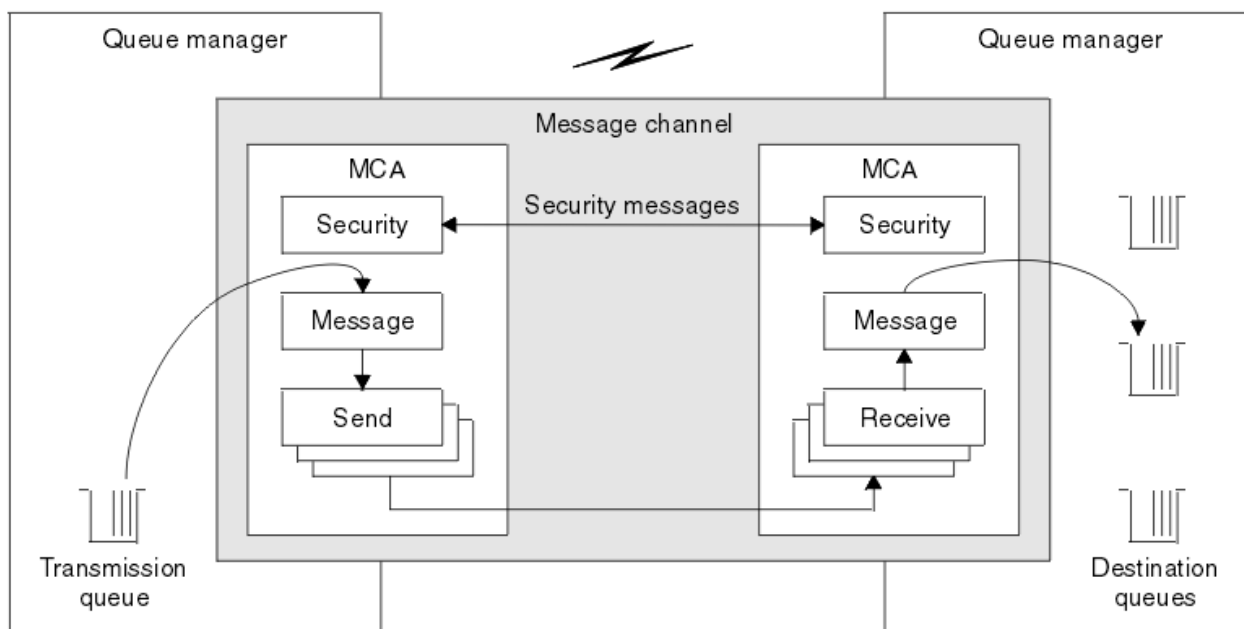 Queue manager
Queue manager
Message channel
MCA
MCA
Security
Security messages
Security
Message
Message
Send
Receive
Transmission
queue
Destination
queues